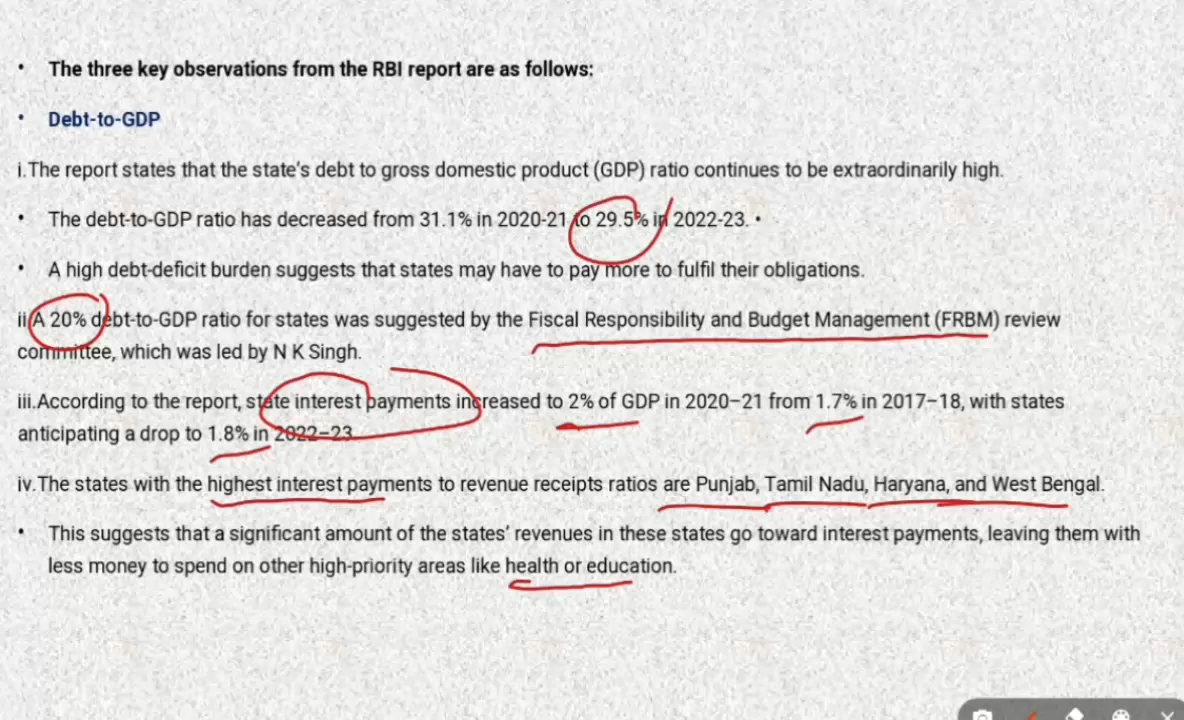 • The three key observations from the RBI report are as follows:
• Debt-to-GDP
i.The report states that the state's debt to gross domestic product (GDP) ratio continues to be extraordinarily high.
• The debt-to-GDP ratio has decreased from 31.1% in 2020-21 to 29.5% in 2022-23. •
• A high debt-deficit burden suggests that states may have to pay more to fulfil their obligations.
ii.A 20% debt-to-GDP ratio for states was suggested by the Fiscal Responsibility and Budget Management (FRBM) review
committee, which was led by N K Singh.
iii.According to the report, state interest payments increased to 2% of GDP in 2020–21 from 1.7% in 2017–18, with states
anticipating a drop to 1.8% in 2022–23
iv.The states with the highest interest payments to revenue receipts ratios are Punjab, Tamil Nadu, Haryana, and West Bengal.
• This suggests that a significant amount of the states' revenues in these states go toward interest payments, leaving them with
less money to spend on other high-priority areas like health or education.